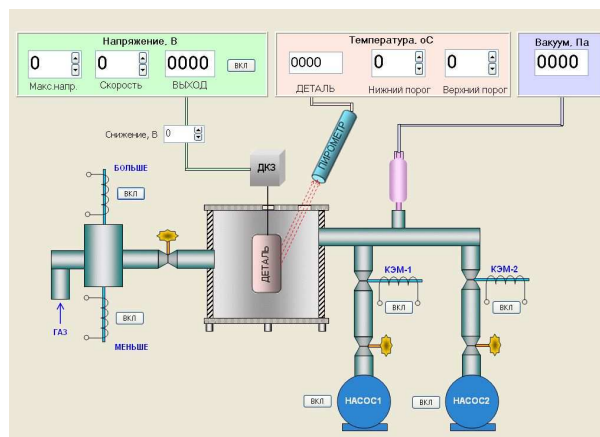 Напряжение, В
0
0
0000
ВКЛ
Макс.напр.
Скорость
ВЫХОД
Температура, оС
0000
0
0
ДЕТАЛЬ
Нижний порог
Верхний порог
Вакуум, Па
0000
Снижение, В
0
ПИРОМЕТР
ДКЗ
БОЛЬШЕ
ВКЛ
ДЕТАЛЬ
КЭМ-1
КЭМ-2
ВКЛ
ВКЛ
ВКЛ
ГАЗ
МЕНЬШЕ
ВКЛ
НАСОС1
ВКЛ
НАСОС2